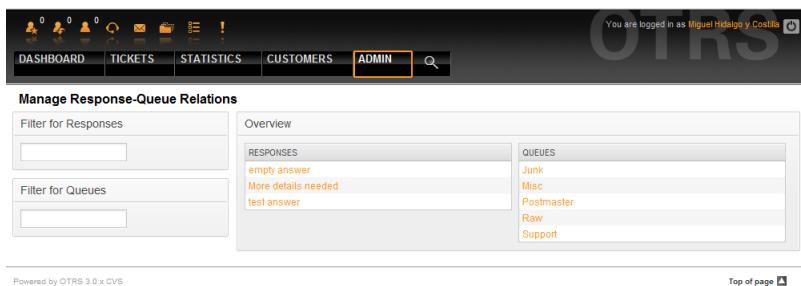 0 0 0
You are logged in as Miguel Hidalgo y Costilla
OTRS
DASHBOARD TICKETS STATISTICS CUSTOMERS ADMIN
Manage Response-Queue Relations
Filter for Responses
Filter for Queues
Overview
RESPONSES
empty answer
More details needed
test answer
QUEUES
Junk
Misc
Postmaster
Raw
Support
Powered by OTRS 3.0.x CVS
Top of page